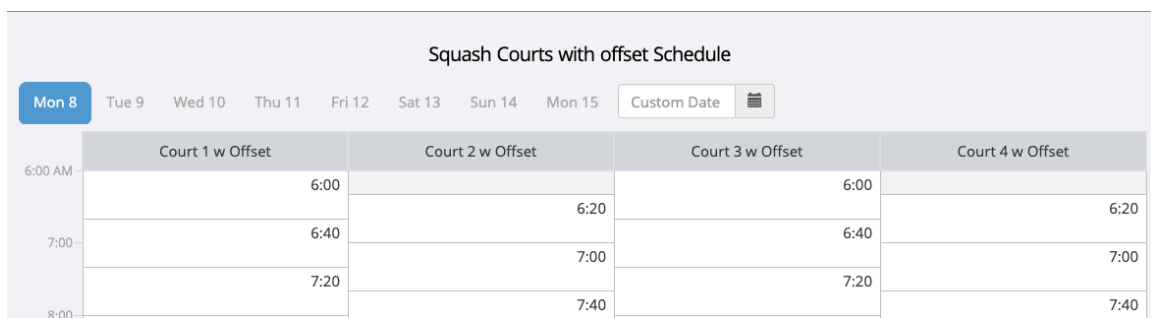 Squash Courts with offset Schedule
Mon 8 Tue 9 Wed 10 Thu 11 Fri 12 Sat 13 Sun 14 Mon 15 Custom Date
Court 1 w Offset Court 2 w Offset Court 3 w Offset Court 4 w Offset
6:00 AM
6:00 6:00
6:20 6:20
6:40 6:40
7:00 7:00 7:00
7:20 7:20
7:40 7:40
8:00